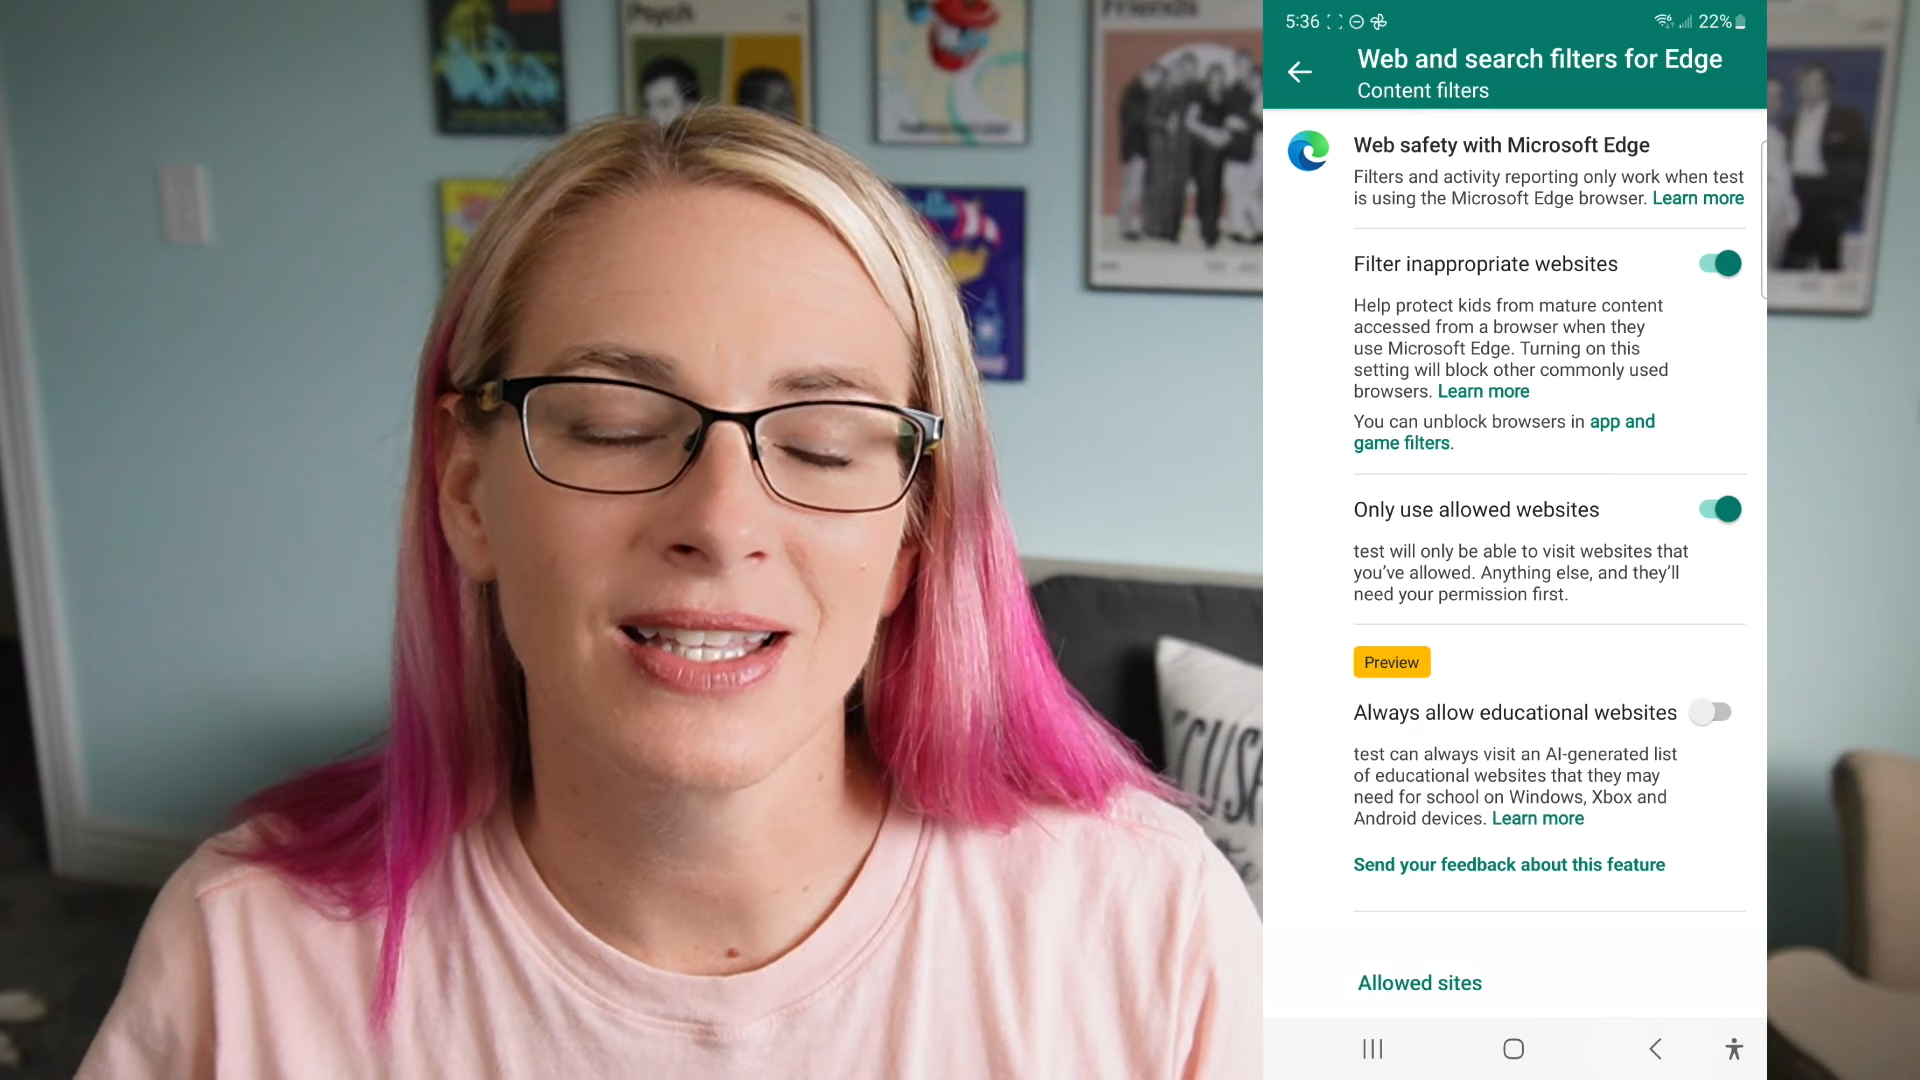 Psych
Friends
5:36
22%
Web and search filters for Edge
Content filters
Web safety with Microsoft Edge
Filters and activity reporting only work when test
is using the Microsoft Edge browser. Learn more
Filter inappropriate websites
Help protect kids from mature content
accessed from a browser when they
use Microsoft Edge. Turning on this
setting will block other commonly used
browsers. Learn more
You can unblock browsers in app and
game filters.
Only use allowed websites
test will only be able to visit websites that
you've allowed. Anything else, and they'll
need your permission first.
Preview
Always allow educational websites
test can always visit an AI-generated list
of educational websites that they may
need for school on Windows, Xbox and
Android devices. Learn more
Send your feedback about this feature
Allowed sites